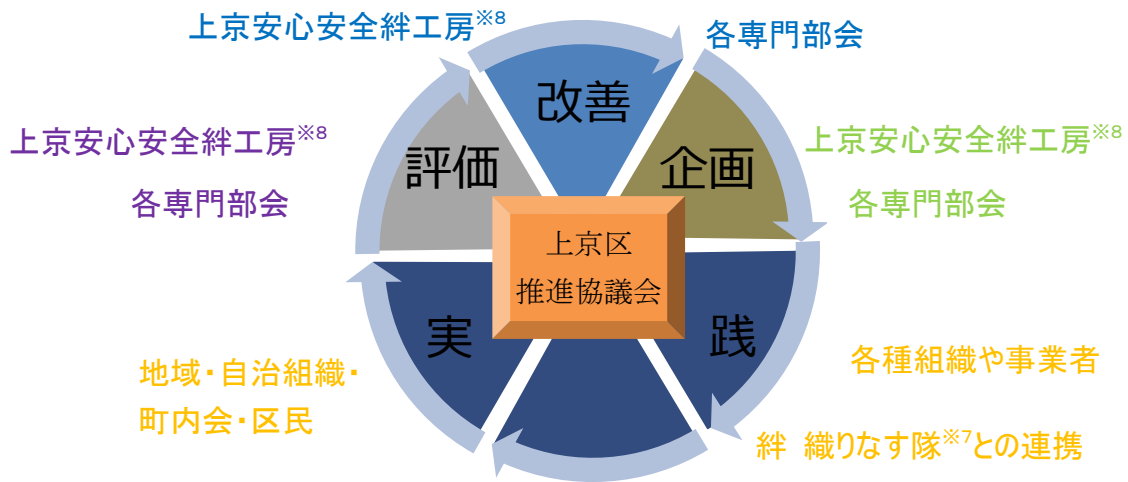 上京安心安全絆工房※8
各専門部会
改善
上京安心安全絆工房※8
各専門部会
評価
企画
上京安心安全絆工房※8
各専門部会
上京区
推進協議会
実
践
地域・自治組織・
町内会・区民
各種組織や事業者
絆 織りなす隊※7との連携